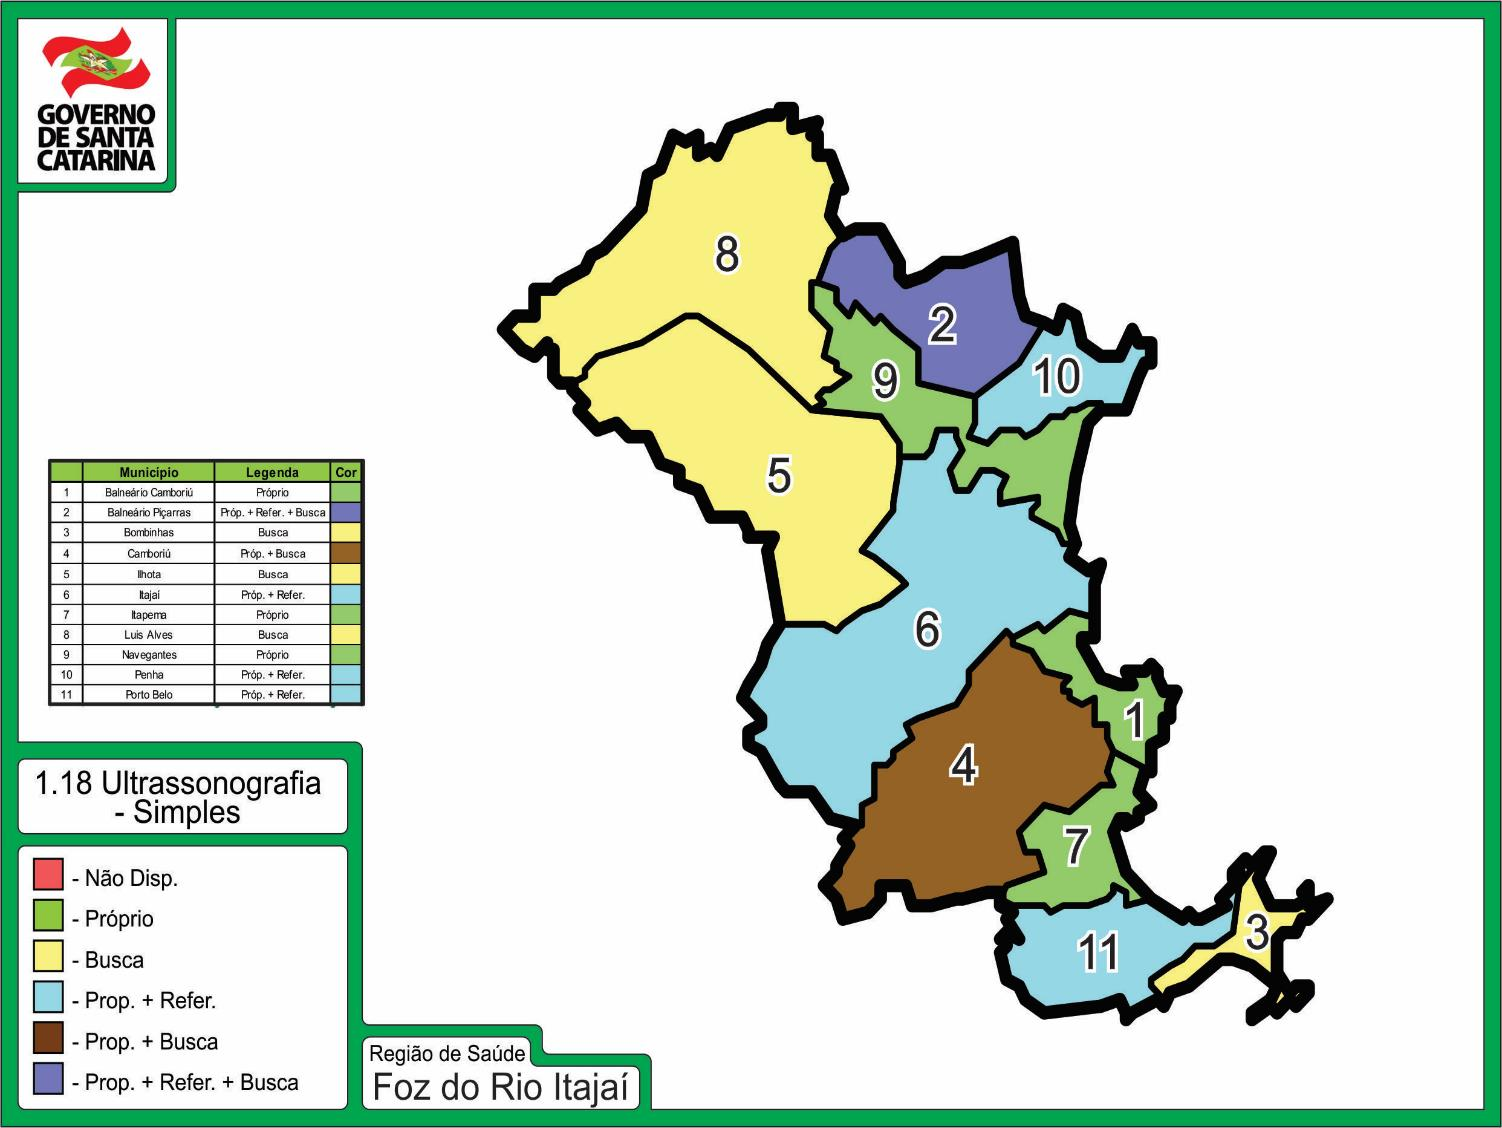 GOVERNO
DE SANTA
CATARINA
Município Legenda Cor
1 Balneário Camboriú Próprio
2 Balneário Piçarras Próp. + Refer. + Busca
3 Bombinhas Busca
4 Camboriú Próp. + Busca
5 Ilhota Busca
6 Itajaí Próp. + Refer.
7 Itapema Próprio
8 Luis Alves Busca
9 Navegantes Próprio
10 Penha Próp. + Refer.
11 Porto Belo Próp. + Refer.
1.18 Ultrassonografia
- Simples
- Não Disp.
- Próprio
- Busca
- Prop. + Refer.
- Prop. + Busca
- Prop. + Refer. + Busca
Região de Saúde
Foz do Rio Itajaí
8
2
10
9
5
6
1
4
7
3
11